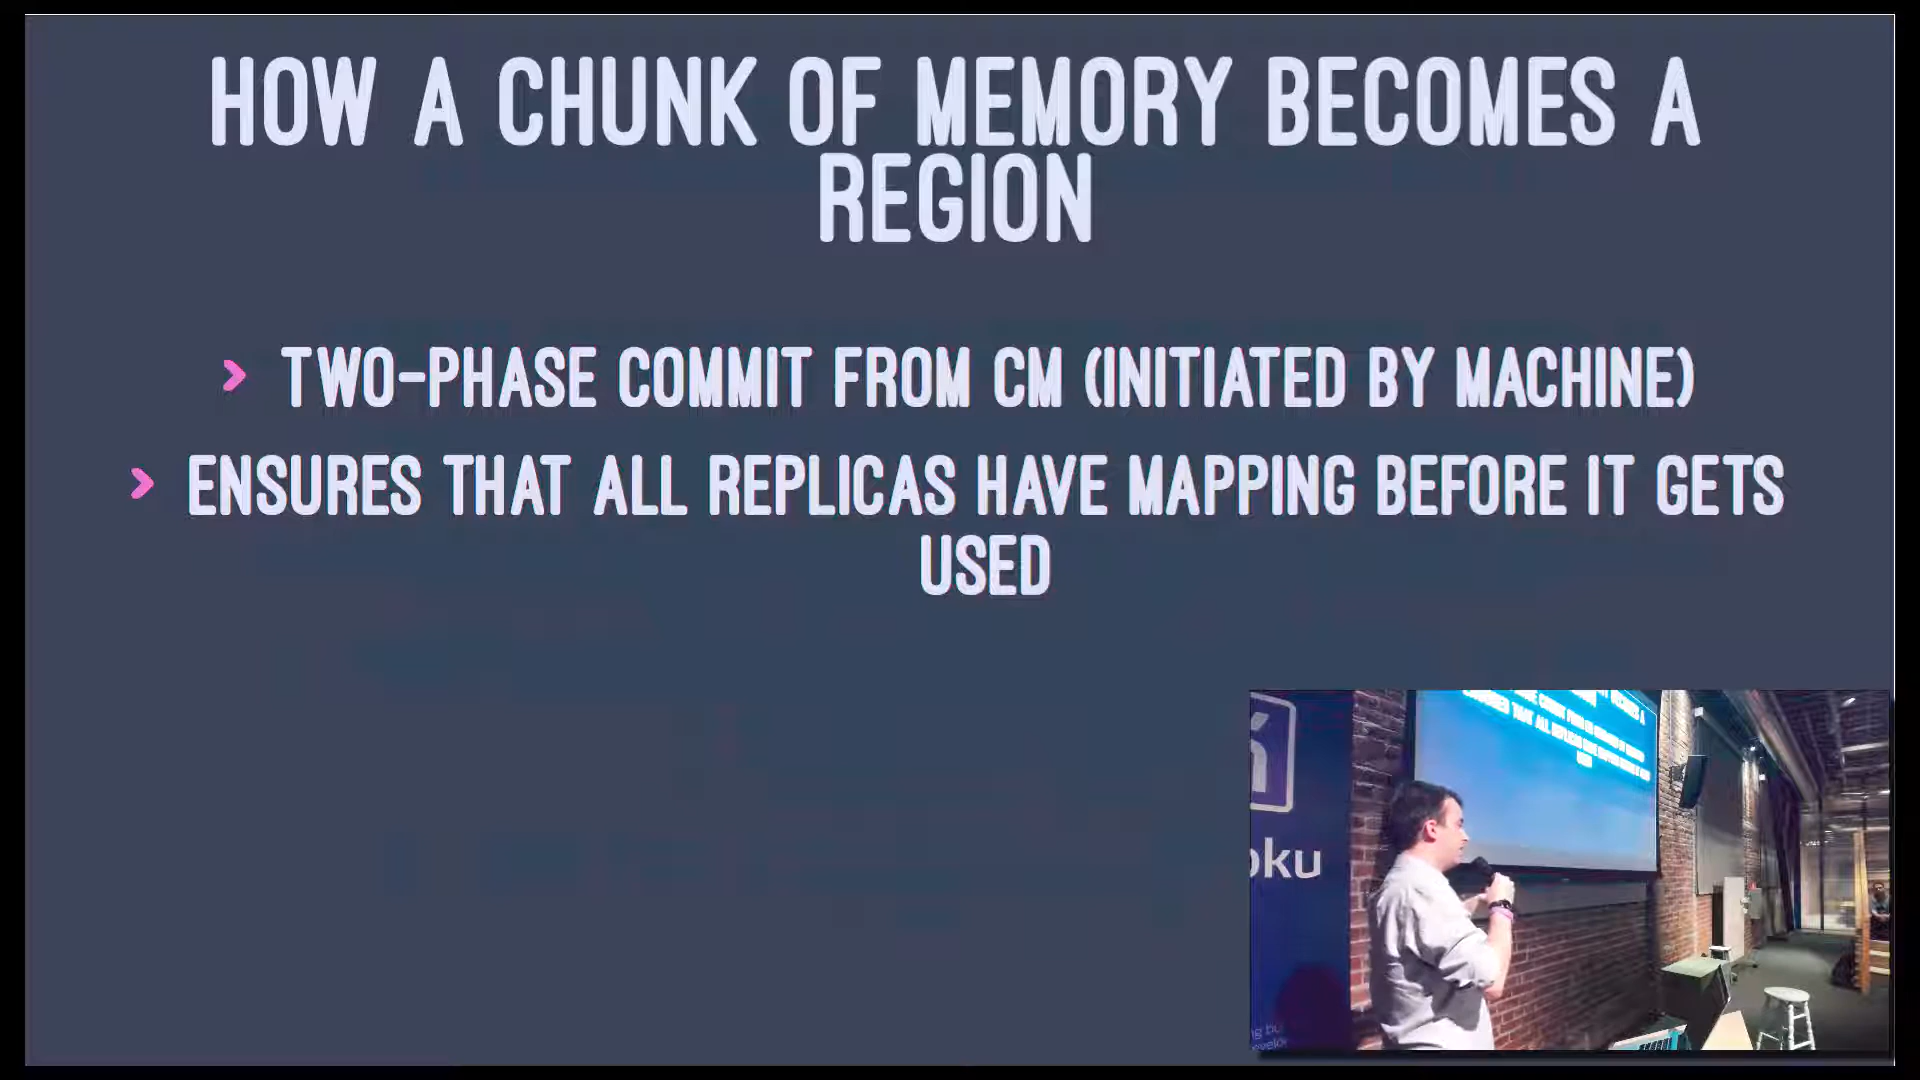 HOW A CHUNK OF MEMORY BECOMES A
REGION
> TWO-PHASE COMMIT FROM CM (INITIATED BY MACHINE)
> ENSURES THAT ALL REPLICAS HAVE MAPPING BEFORE IT GETS
USED
oku